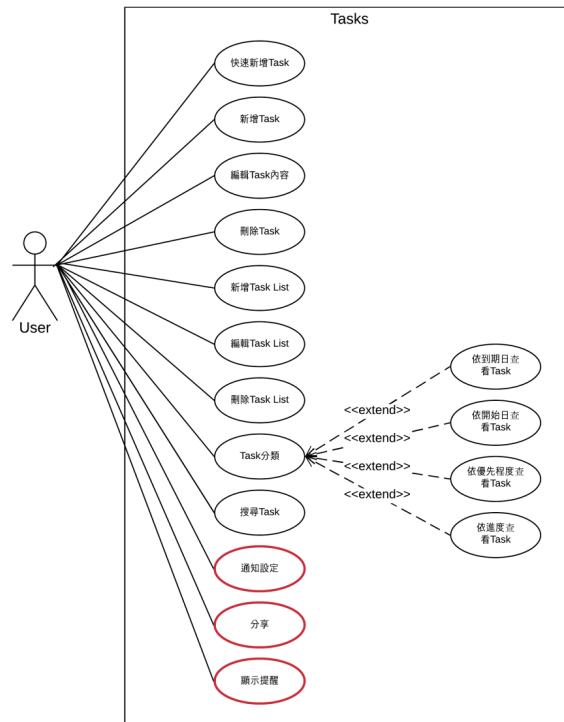 Tasks
快速新增Task
新增Task
編輯Task內容
刪除Task
新增Task List
User
編輯Task List
刪除Task List
Task分類
搜尋Task
通知設定
分享
顯示提醒
<<extend>>
<<extend>>
<<extend>>
<<extend>>
依到期日查
看Task
依開始日查
看Task
依優先程度查
看Task
依進度查
看Task